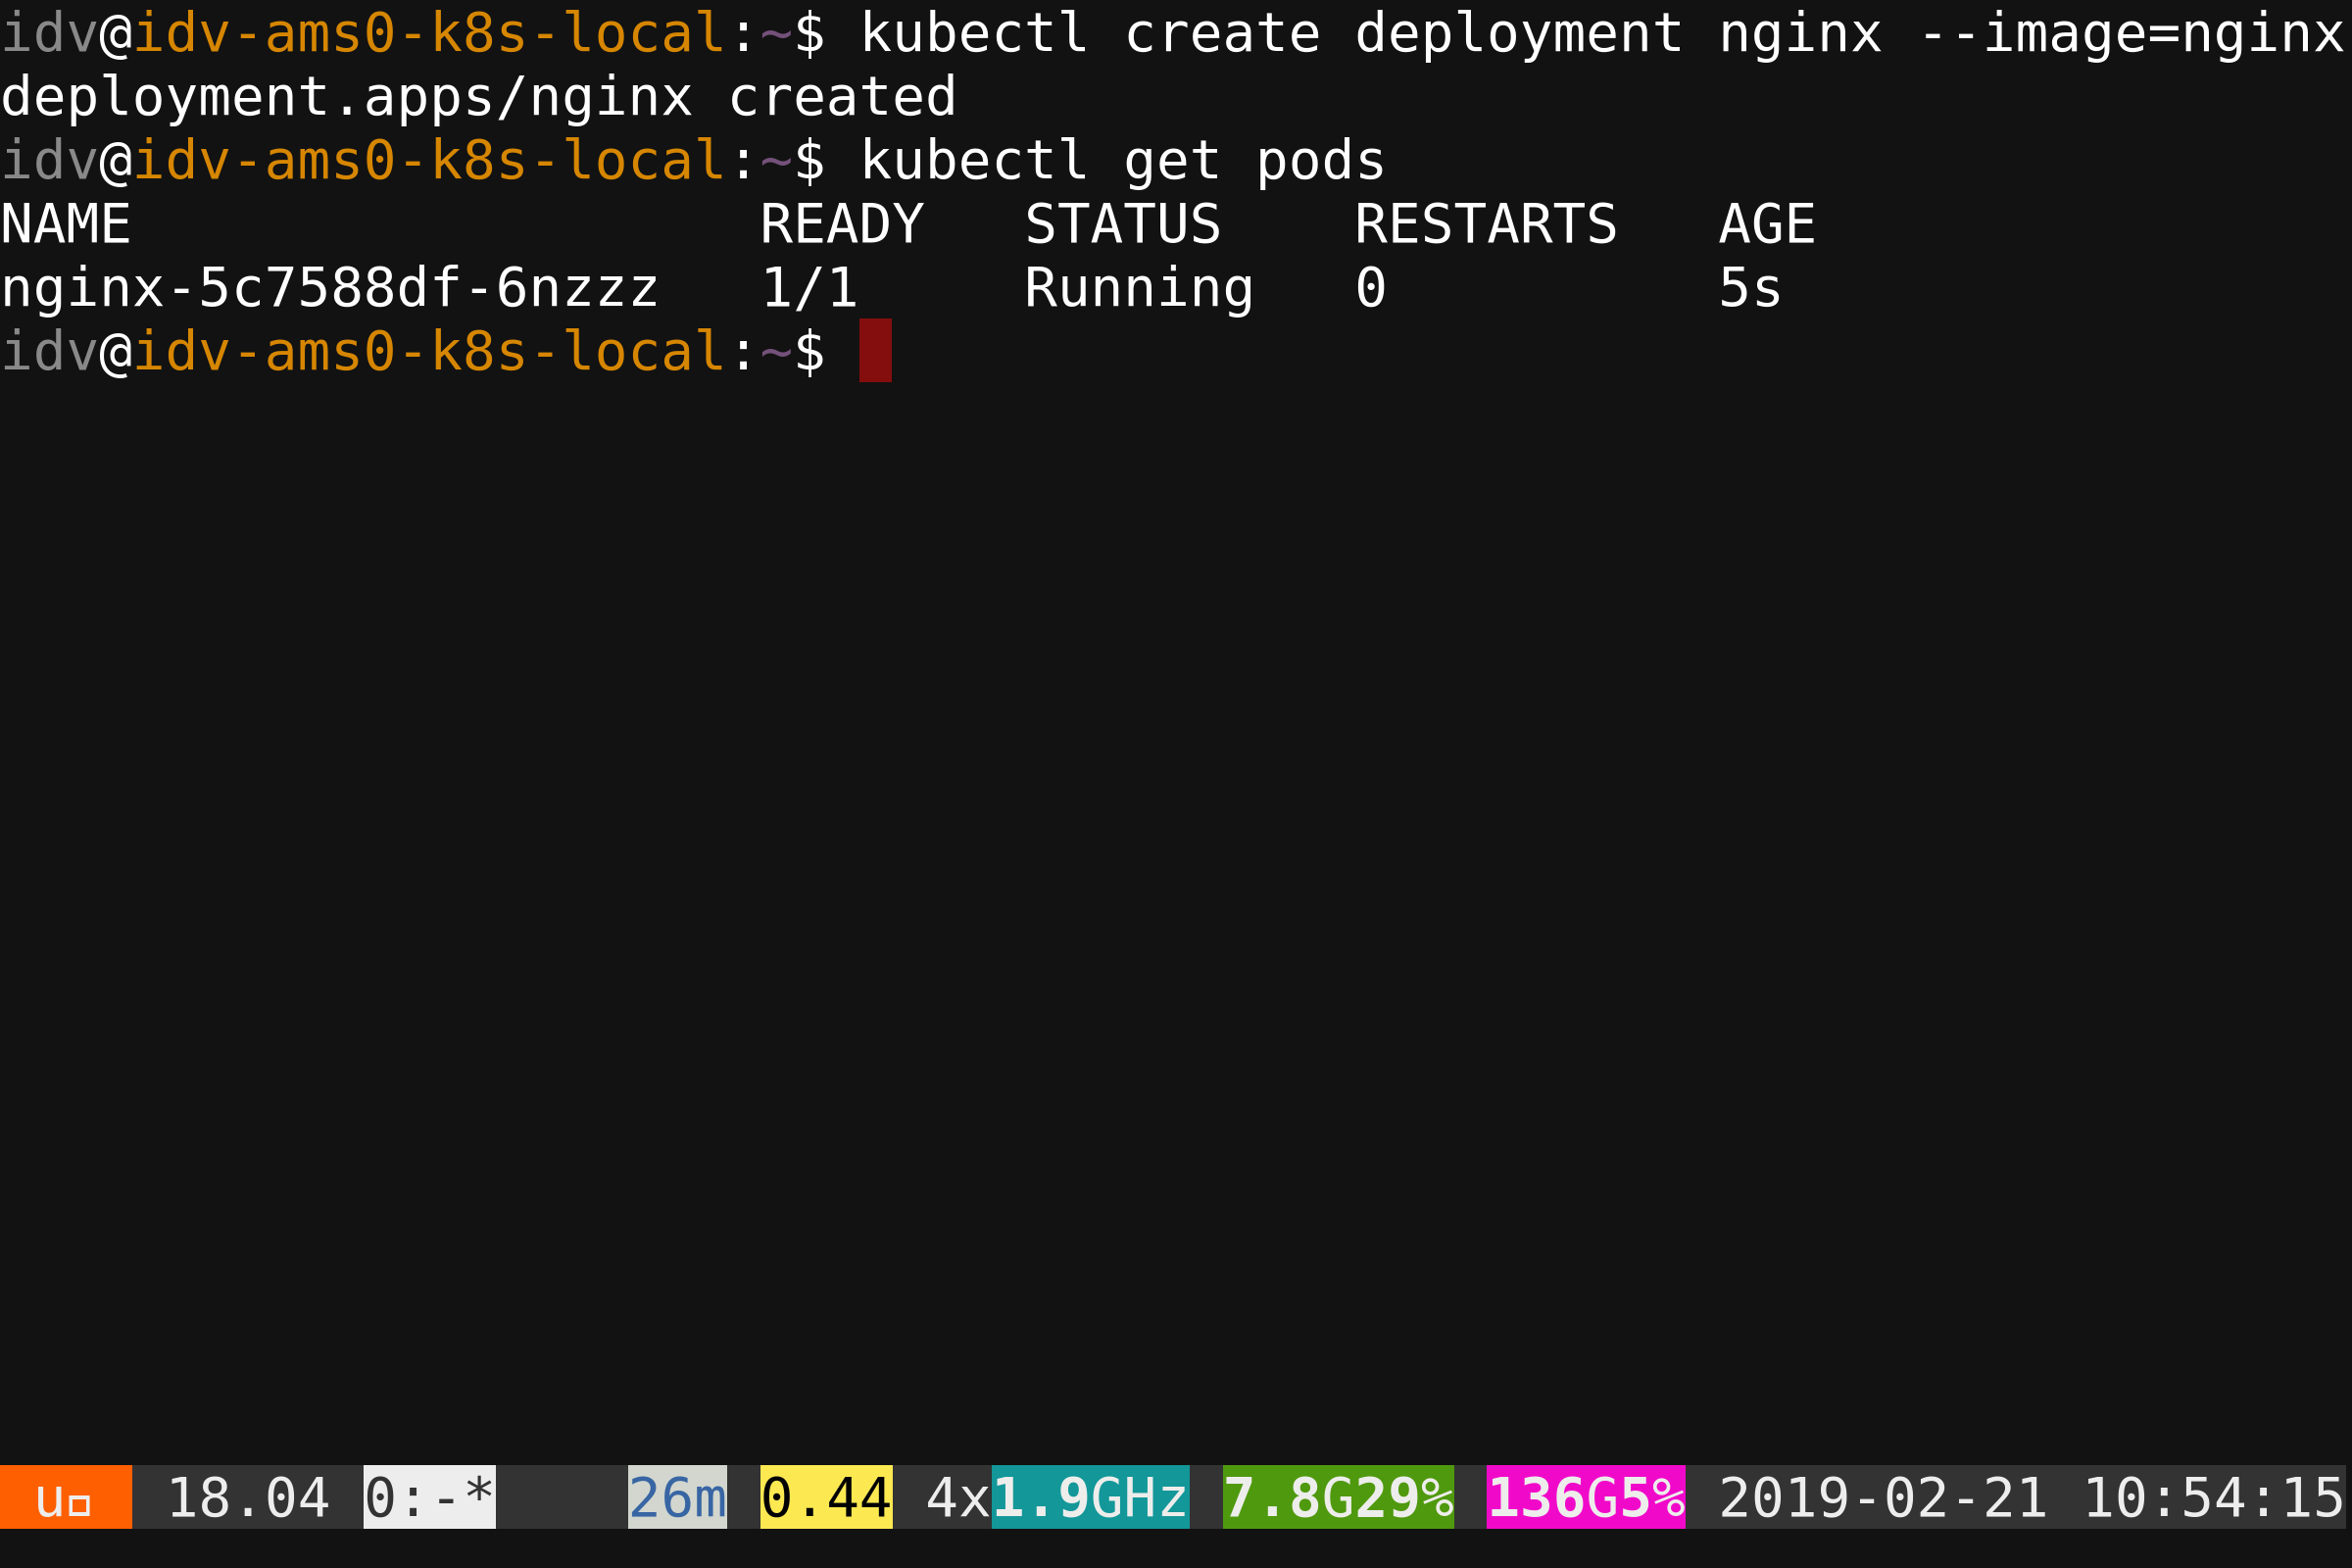 idv@idv-ams0-k8s-local:~$ kubectl create deployment nginx --image=nginx
deployment.apps/nginx created
idv@idv-ams0-k8s-local:~$ kubectl get pods
NAME                   READY   STATUS    RESTARTS   AGE
nginx-5c7588df-6nzzz   1/1     Running   0          5s
idv@idv-ams0-k8s-local:~$
u 18.04 0:-* 26m 0.44 4x1.9GHz 7.8G29% 136G5% 2019-02-21 10:54:15